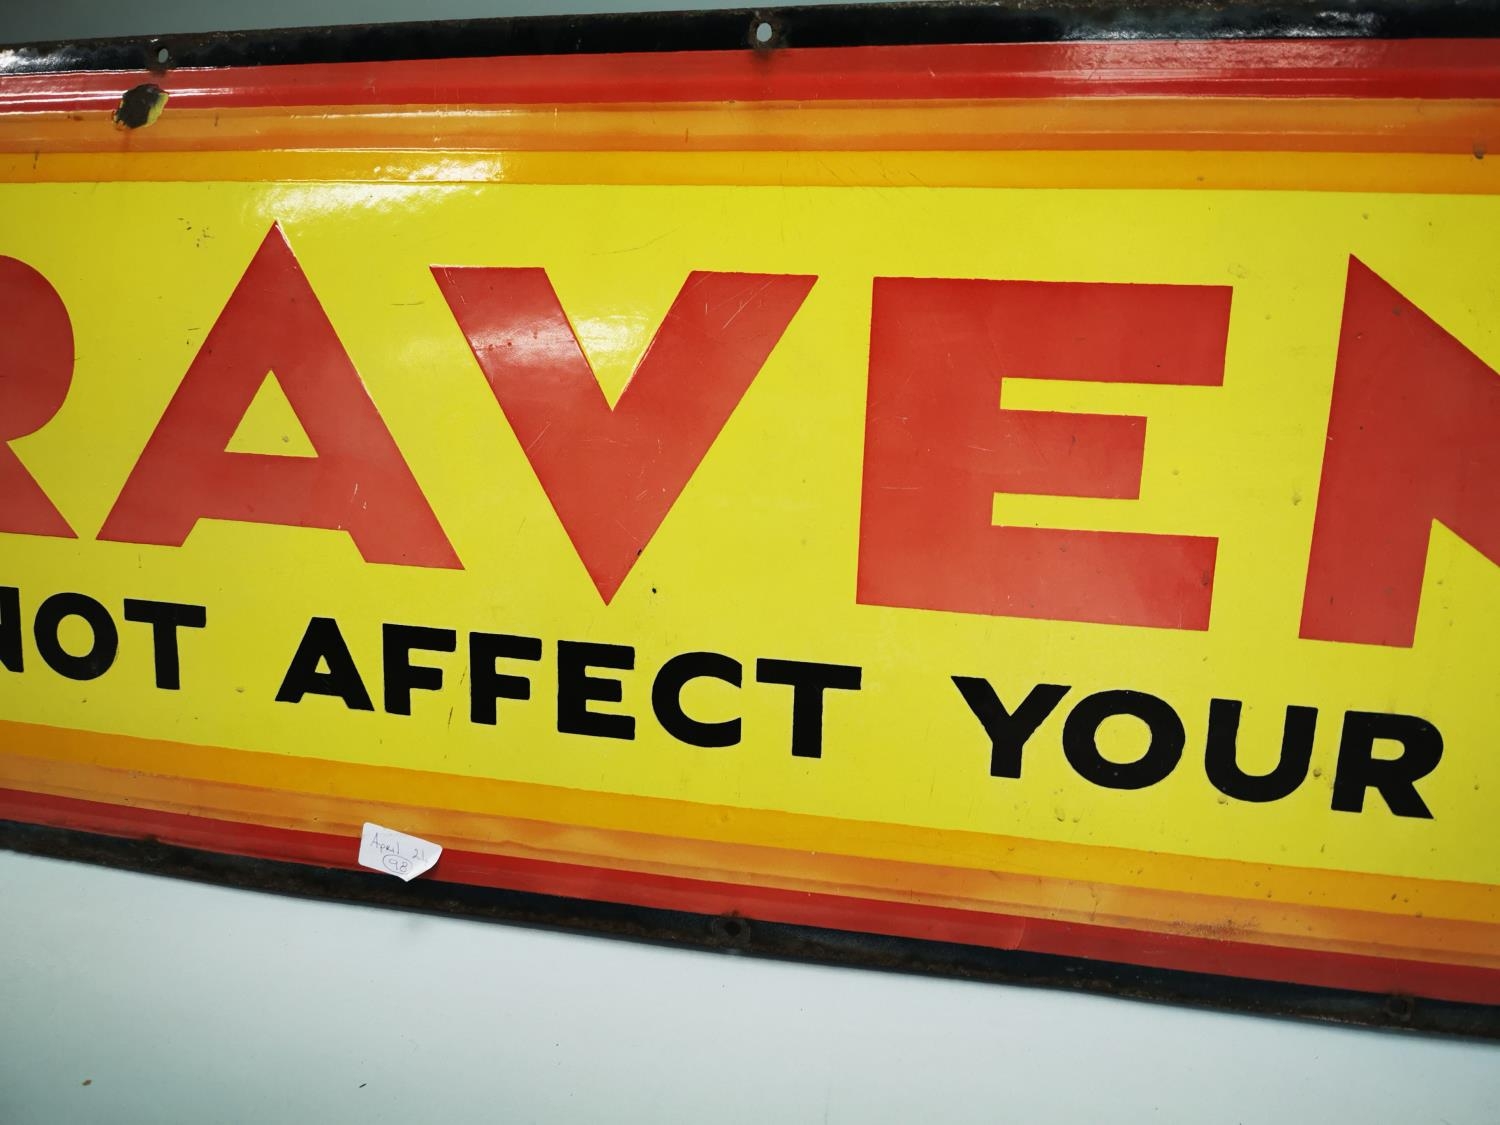 RAVEN
NOT AFFECT YOUR
April 21
98